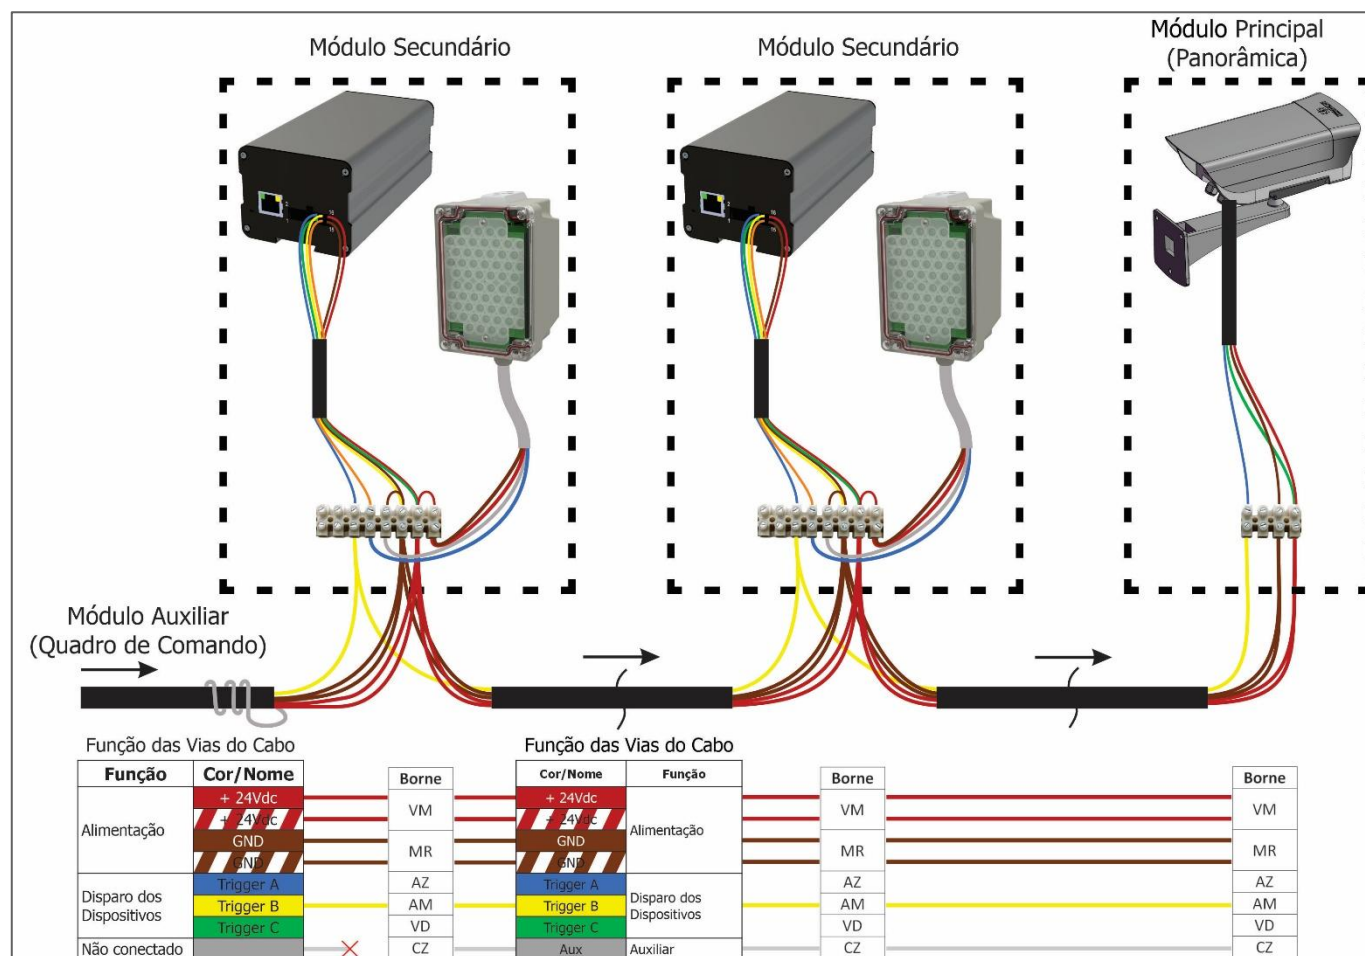 Módulo Secundário
Módulo Secundário
Módulo Principal
(Panorâmica)
Módulo Auxiliar
(Quadro de Comando)
Função das Vias do Cabo
Função das Vias do Cabo
Função Cor/Nome Borne Cor/Nome Função Borne Borne
Alimentação + 24Vdc VM + 24Vdc Alimentação VM VM
+ 24Vdc + 24Vdc
GND MR GND MR MR
GND GND
Disparo dos Dispositivos Trigger A AZ Trigger A Disparo dos Dispositivos AZ AZ
Trigger B AM Trigger B AM AM
Trigger C VD Trigger C VD VD
Não conectado CZ Aux Auxiliar CZ CZ